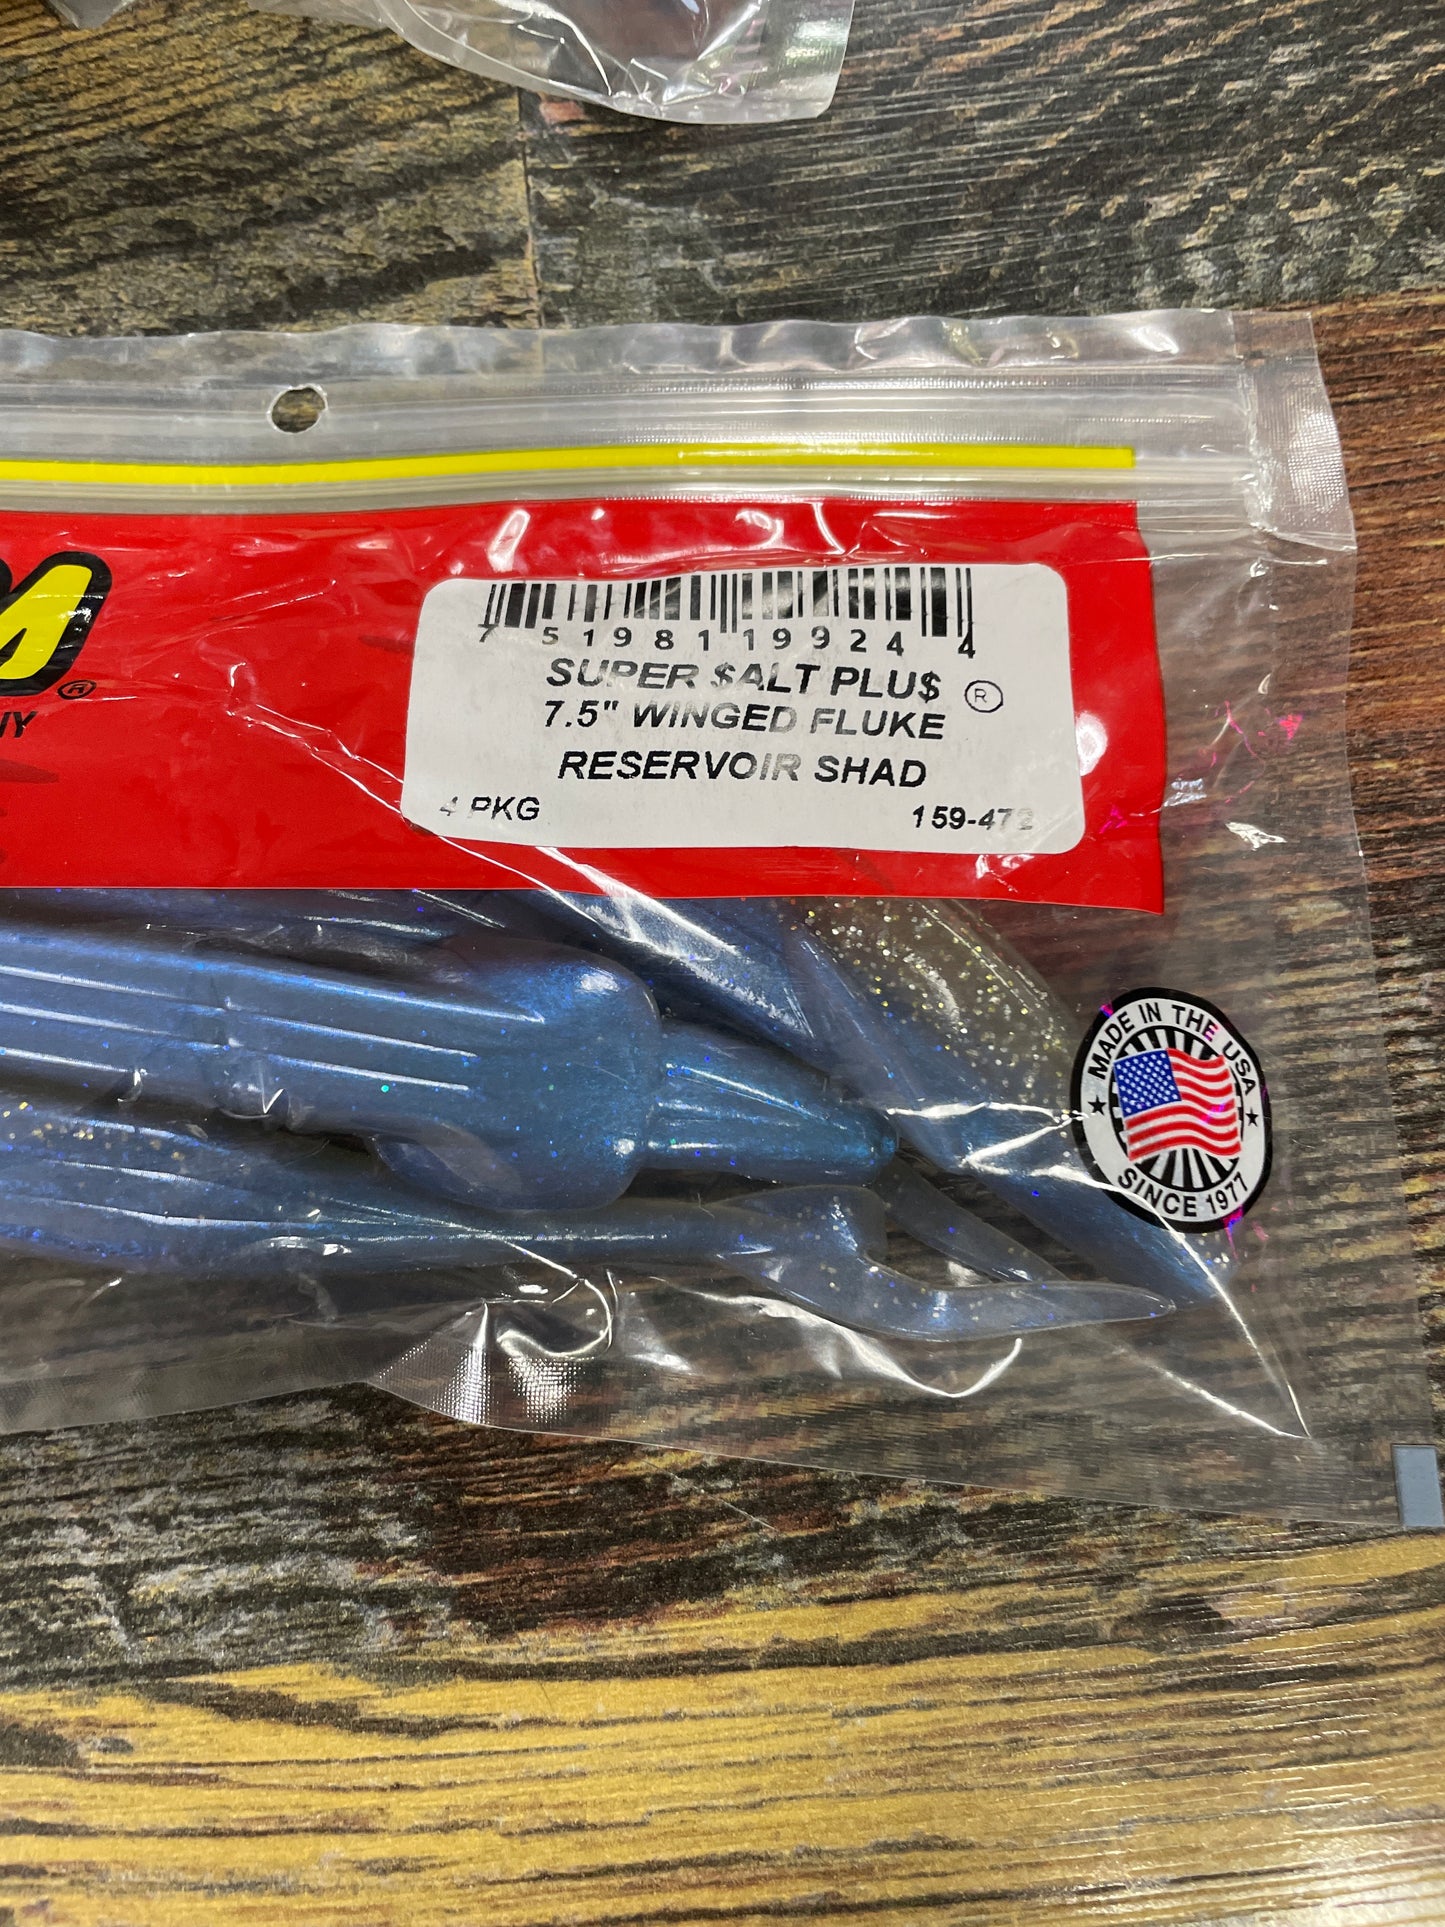 ®
NY
7 51981 19924 4
SUPER $ALT PLU$ ®
7.5" WINGED FLUKE
RESERVOIR SHAD
4 PKG 159-472
MADE IN THE USA
SINCE 1977